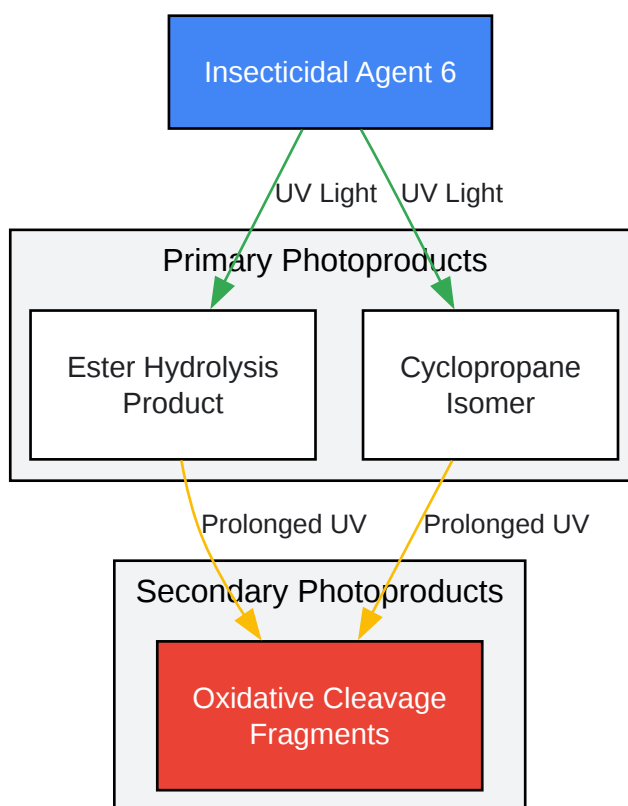 Insecticidal Agent 6
UV Light
UV Light
Primary Photoproducts
Ester Hydrolysis
Product
Cyclopropane
Isomer
Prolonged UV
Prolonged UV
Secondary Photoproducts
Oxidative Cleavage
Fragments